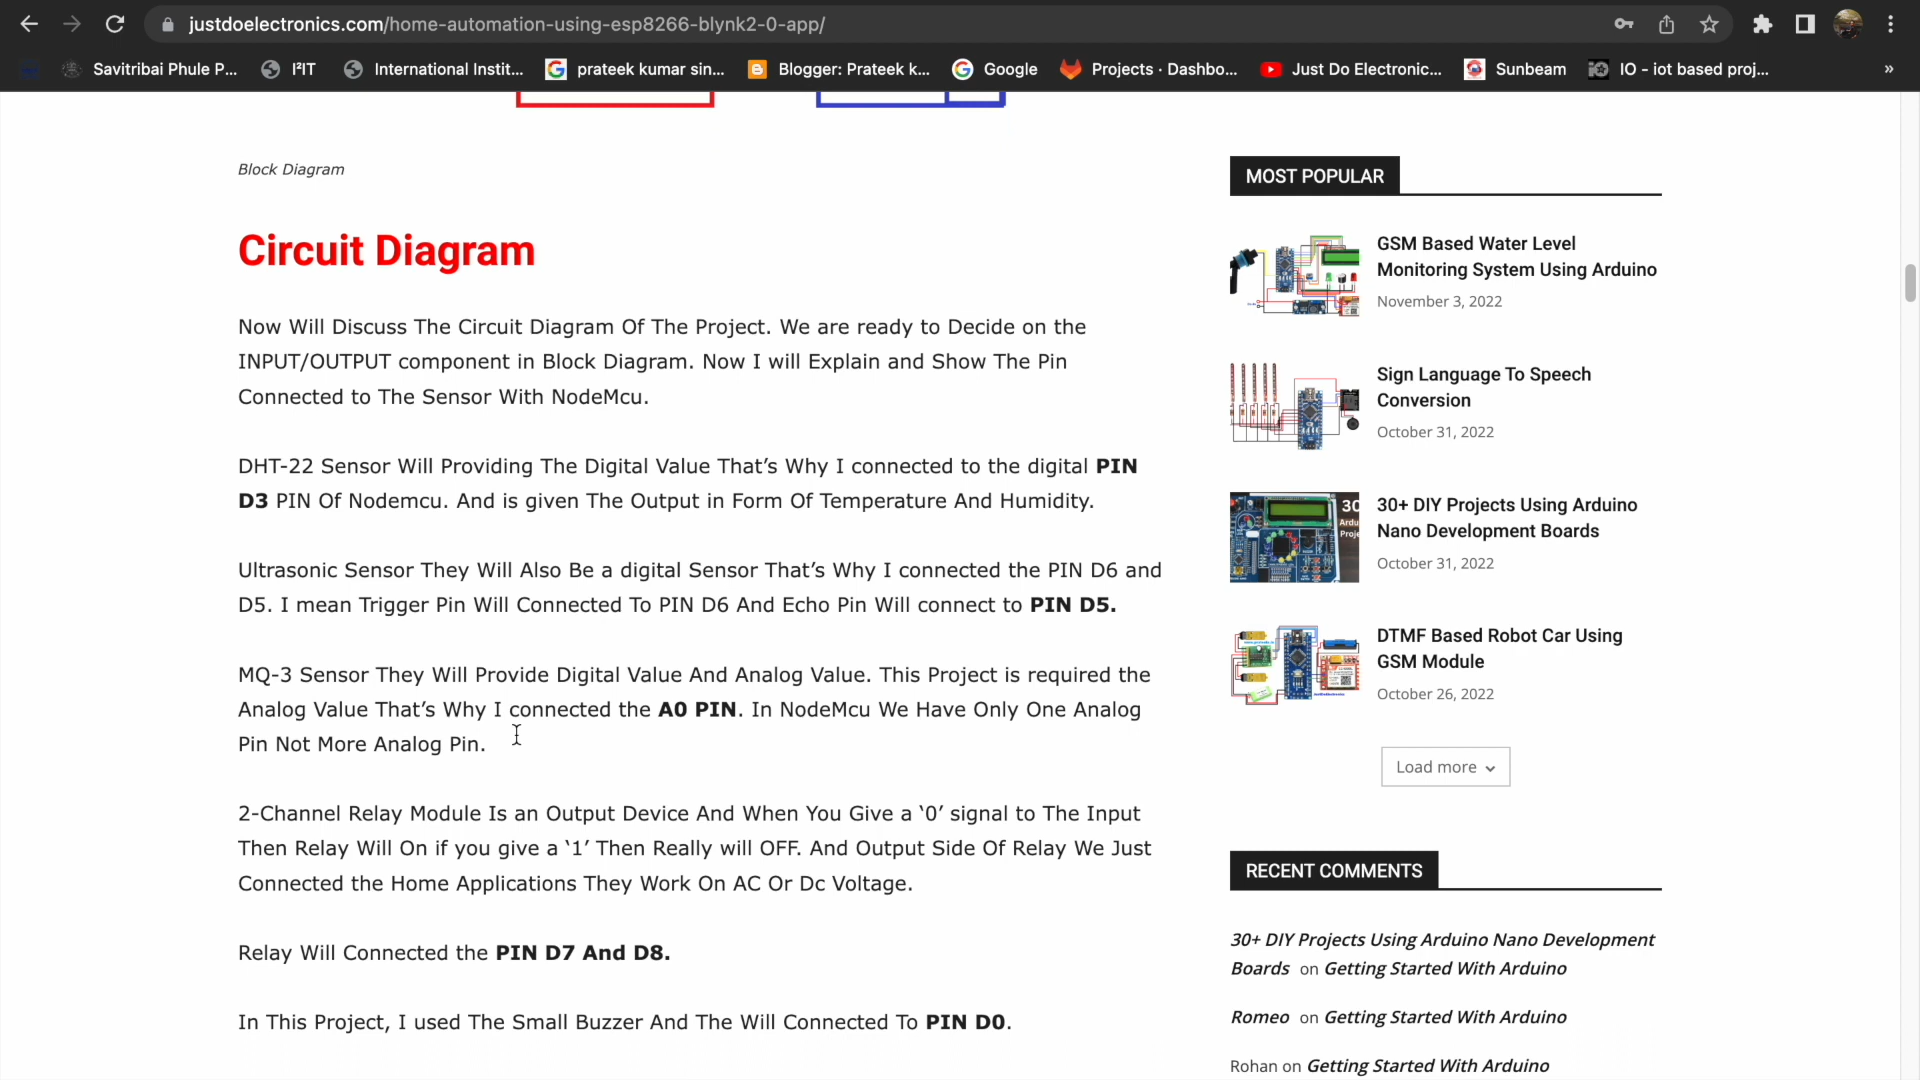 justdoelectronics.com/home-automation-using-esp8266-blynk2-0-app/
Savitribai Phule P...
I²IT
International Instit...
prateek kumar sin...
Blogger: Prateek k...
Google
Projects · Dashbo...
Just Do Electronic...
Sunbeam
IO - iot based proj...
»
Block Diagram
Circuit Diagram
Now Will Discuss The Circuit Diagram Of The Project. We are ready to Decide on the
INPUT/OUTPUT component in Block Diagram. Now I will Explain and Show The Pin
Connected to The Sensor With NodeMcu.
DHT-22 Sensor Will Providing The Digital Value That’s Why I connected to the digital PIN
D3 PIN Of Nodemcu. And is given The Output in Form Of Temperature And Humidity.
Ultrasonic Sensor They Will Also Be a digital Sensor That’s Why I connected the PIN D6 and
D5. I mean Trigger Pin Will Connected To PIN D6 And Echo Pin Will connect to PIN D5.
MQ-3 Sensor They Will Provide Digital Value And Analog Value. This Project is required the
Analog Value That’s Why I connected the A0 PIN. In NodeMcu We Have Only One Analog
Pin Not More Analog Pin.
2-Channel Relay Module Is an Output Device And When You Give a ‘0’ signal to The Input
Then Relay Will On if you give a ‘1’ Then Really will OFF. And Output Side Of Relay We Just
Connected the Home Applications They Work On AC Or Dc Voltage.
Relay Will Connected the PIN D7 And D8.
In This Project, I used The Small Buzzer And The Will Connected To PIN D0.
MOST POPULAR
GSM Based Water Level
Monitoring System Using Arduino
November 3, 2022
Sign Language To Speech
Conversion
October 31, 2022
30
Ardu
Proje
30+ DIY Projects Using Arduino
Nano Development Boards
October 31, 2022
DTMF Based Robot Car Using
GSM Module
October 26, 2022
Load more
RECENT COMMENTS
30+ DIY Projects Using Arduino Nano Development
Boards on Getting Started With Arduino
Romeo on Getting Started With Arduino
Rohan on Getting Started With Arduino